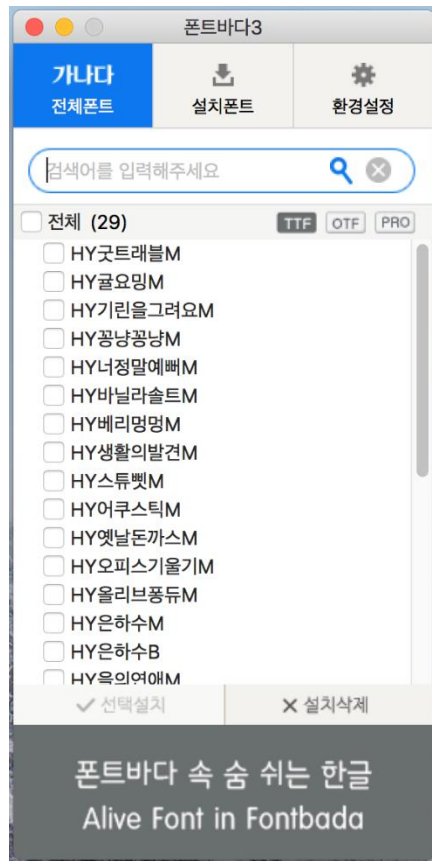 폰트바다3
가나다
전체폰트
설치폰트
환경설정
검색어를 입력해주세요
전체 (29) TTF OTF PRO
HY굿트래블M
HY귤요밍M
HY기린을그려요M
HY꽁냥꽁냥M
HY너정말예뻐M
HY바닐라솔트M
HY베리멍멍M
HY생활의발견M
HY스튜삣M
HY어쿠스틱M
HY옛날돈까스M
HY오피스기울기M
HY올리브퐁듀M
HY은하수M
HY은하수B
HY을의연애M
선택설치
설치삭제
폰트바다 속 숨 쉬는 한글
Alive Font in Fontbada